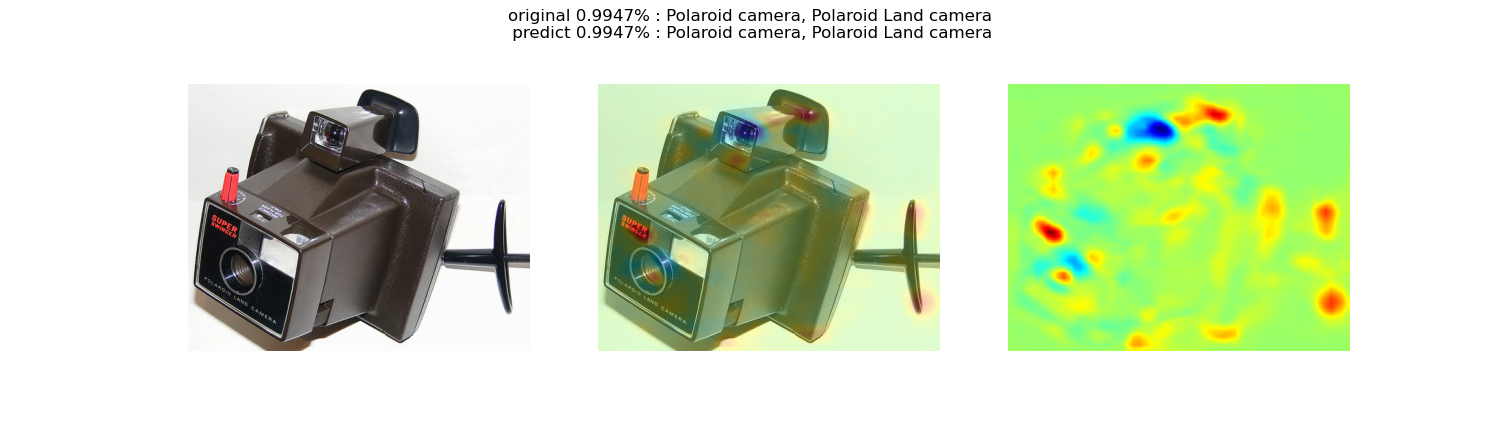 original 0.9947% : Polaroid camera, Polaroid Land camera
predict 0.9947% : Polaroid camera, Polaroid Land camera
SUPER
SWINGER
POLAROID LAND CAMERA
SUPER
SWINGER
POLAROID LAND CAMERA